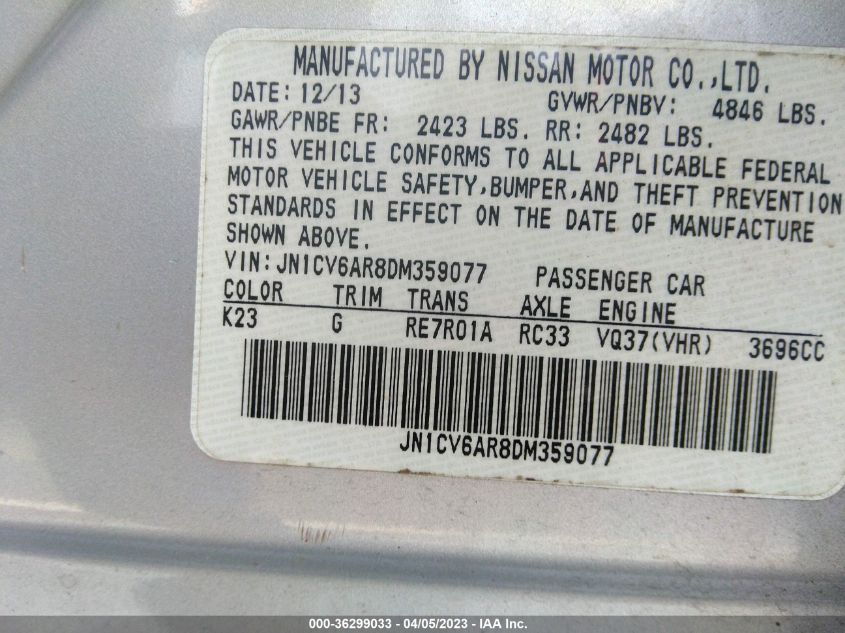 MANUFACTURED BY NISSAN MOTOR CO.,LTD.
DATE: 12/13 GVWR/PNBV: 4846 LBS.
GAWR/PNBE FR: 2423 LBS. RR: 2482 LBS.
THIS VEHICLE CONFORMS TO ALL APPLICABLE FEDERAL
MOTOR VEHICLE SAFETY,BUMPER,AND THEFT PREVENTION
STANDARDS IN EFFECT ON THE DATE OF MANUFACTURE
SHOWN ABOVE.
VIN: JN1CV6AR8DM359077 PASSENGER CAR
COLOR TRIM TRANS AXLE ENGINE
K23 G RE7R01A RC33 VQ37(VHR) 3696CC
JN1CV6AR8DM359077
000-36299033 - 04/05/2023 - IAA Inc.